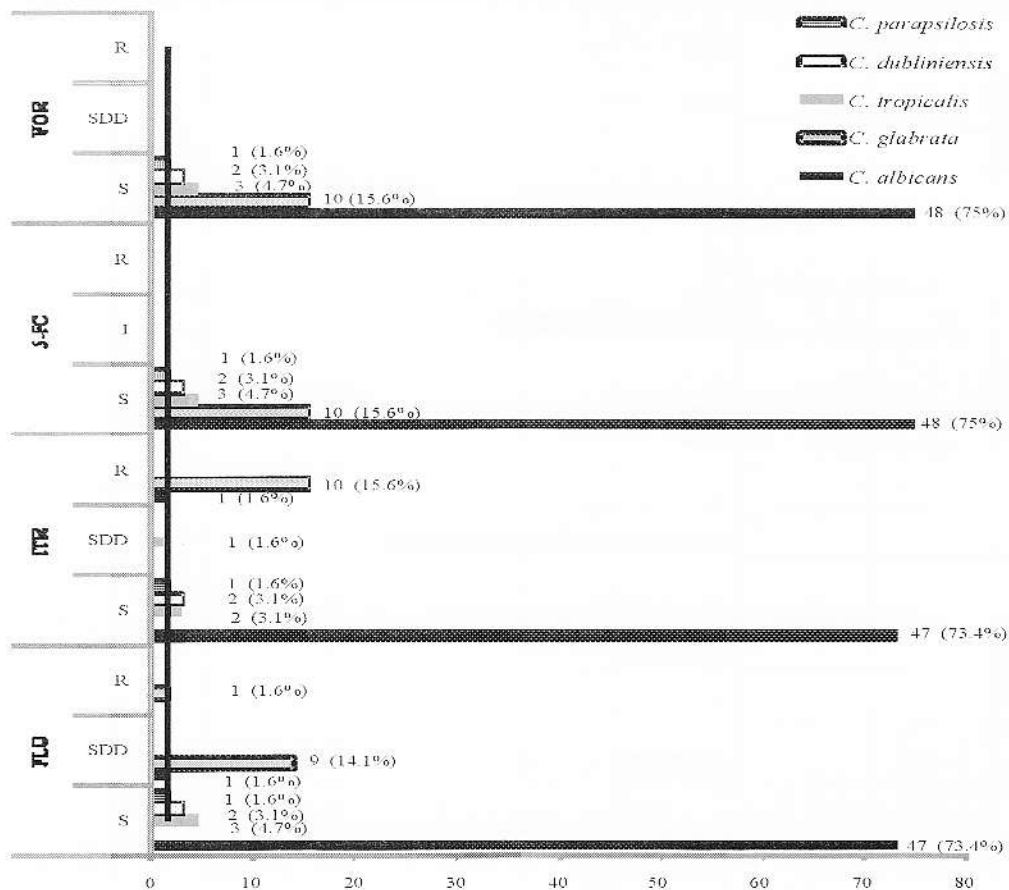 C. parapsilosis
C. dubliniensis
C. tropicalis
C. glabrata
C. albicans
VOR
R
SDD
S
1 (1.6%)
2 (3.1%)
3 (4.7%)
10 (15.6%)
48 (75%)
5-FC
R
I
S
1 (1.6%)
2 (3.1%)
3 (4.7%)
10 (15.6%)
48 (75%)
ITR
R
10 (15.6%)
1 (1.6%)
SDD
1 (1.6%)
S
1 (1.6%)
2 (3.1%)
2 (3.1%)
47 (73.4%)
FLU
R
1 (1.6%)
SDD
9 (14.1%)
1 (1.6%)
S
1 (1.6%)
2 (3.1%)
3 (4.7%)
47 (73.4%)
0 10 20 30 40 50 60 70 80